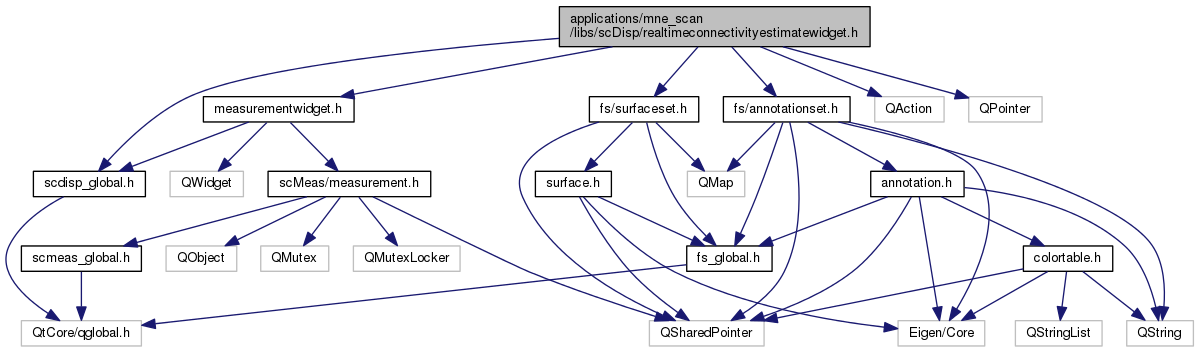 applications/mne_scan
/libs/scDisp/realtimeconnectivityestimatewidget.h
measurementwidget.h
fs/surfaceset.h
fs/annotationset.h
QAction
QPointer
scdisp_global.h
QWidget
scMeas/measurement.h
surface.h
QMap
annotation.h
scmeas_global.h
QObject
QMutex
QMutexLocker
fs_global.h
colortable.h
QtCore/qglobal.h
QSharedPointer
Eigen/Core
QStringList
QString